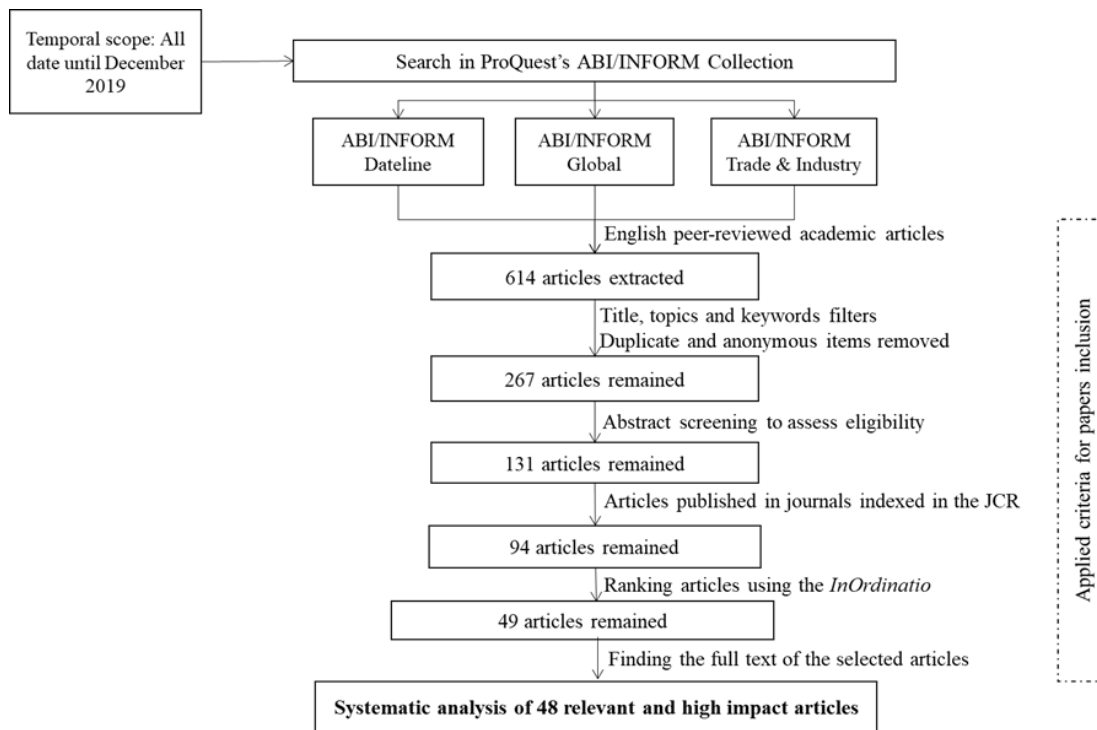 Temporal scope: All
date until December
2019
Search in ProQuest's ABI/INFORM Collection
ABI/INFORM
Dateline
ABI/INFORM
Global
ABI/INFORM
Trade & Industry
English peer-reviewed academic articles
614 articles extracted
Title, topics and keywords filters
Duplicate and anonymous items removed
267 articles remained
Abstract screening to assess eligibility
131 articles remained
Articles published in journals indexed in the JCR
94 articles remained
Ranking articles using the InOrdinatio
49 articles remained
Finding the full text of the selected articles
Systematic analysis of 48 relevant and high impact articles
Applied criteria for papers inclusion